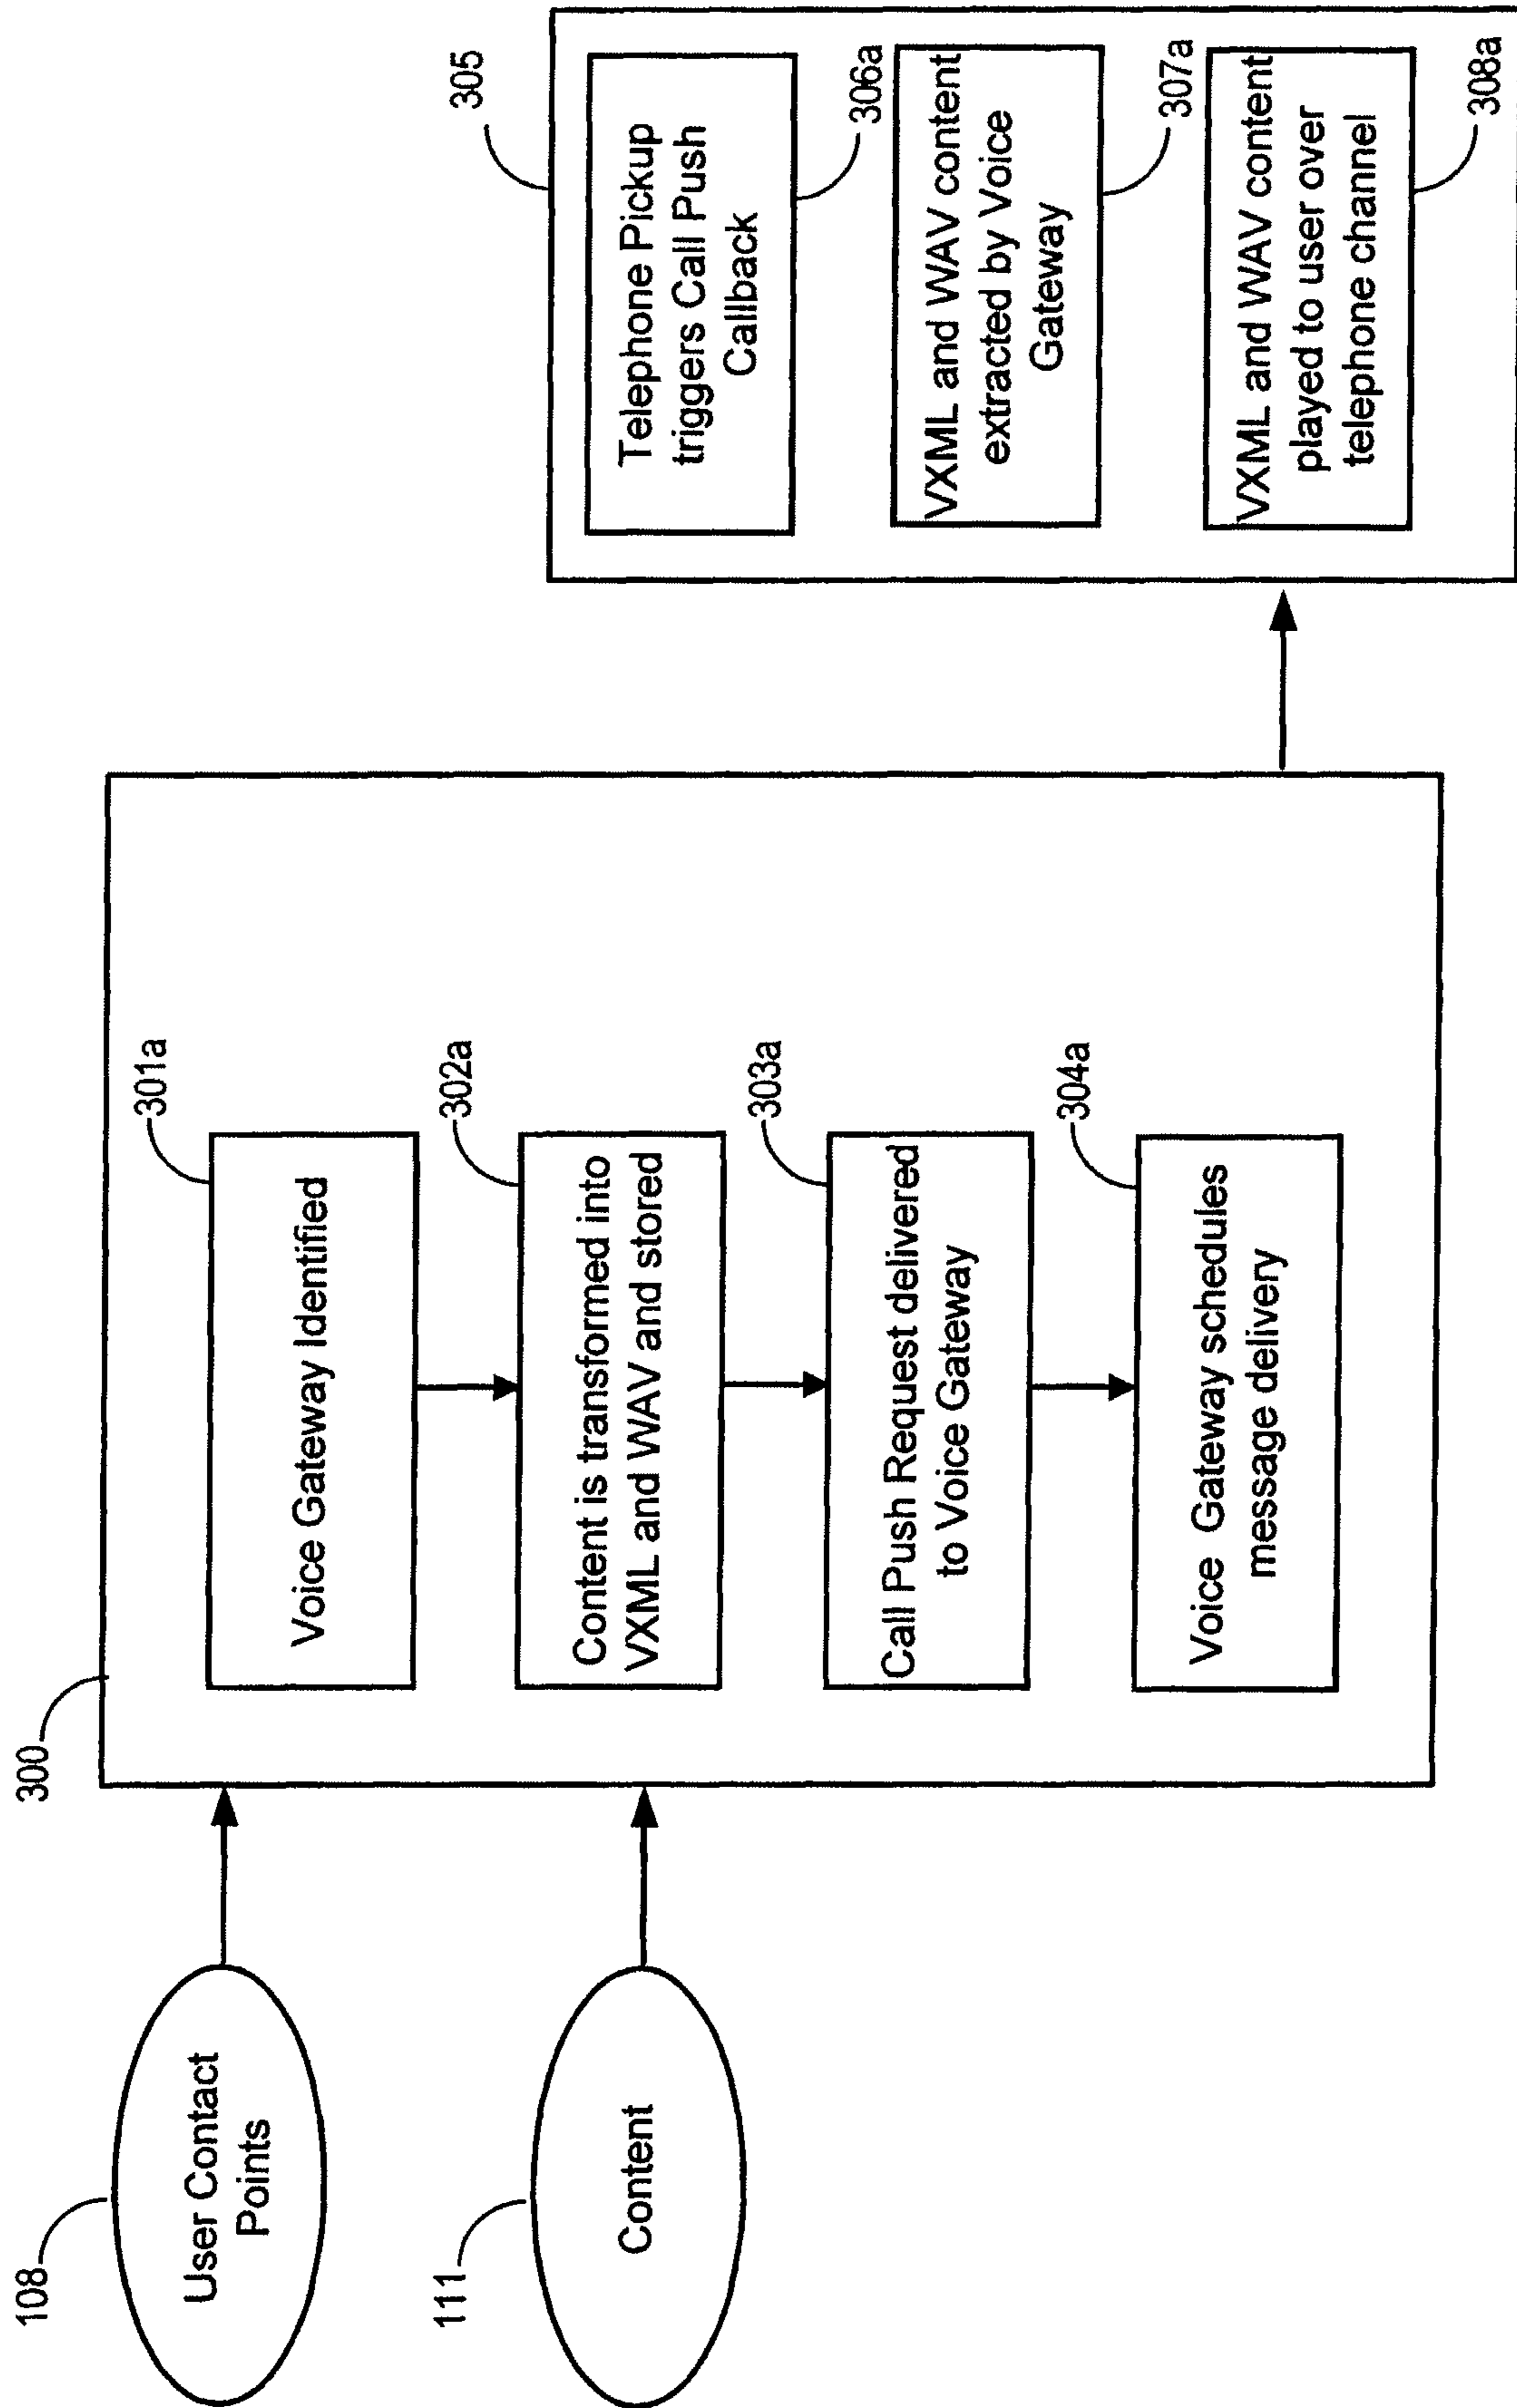 108
User Contact
Points
111
Content
300
301a
Voice Gateway Identified
302a
Content is transformed into
VXML and WAV and stored
303a
Call Push Request delivered
to Voice Gateway
304a
Voice Gateway schedules
message delivery
305
Telephone Pickup
triggers Call Push
Callback
306a
VXML and WAV content
extracted by Voice
Gateway
307a
VXML and WAV content
played to user over
telephone channel
308a